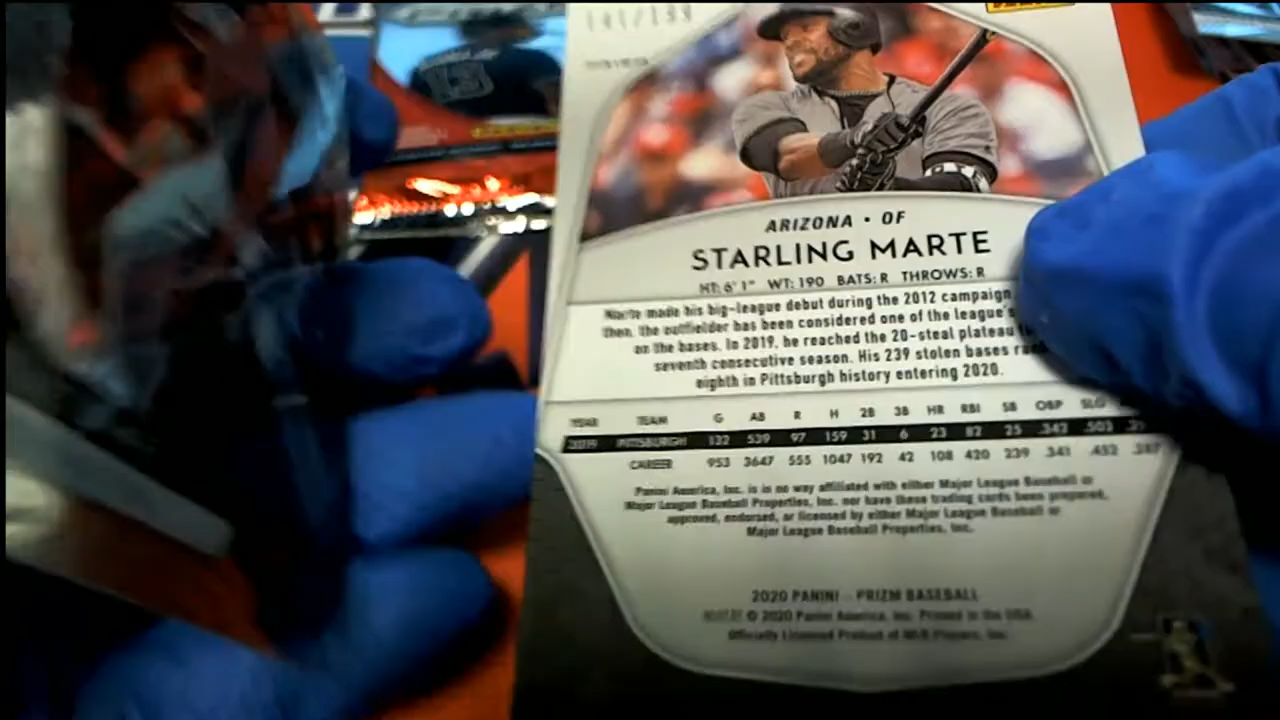 141/199
ARIZONA • OF
STARLING MARTE
HT: 6' 1" WT: 190 BATS: R THROWS: R
Marte made his big-league debut during the 2012 campaign
then, the outfielder has been considered one of the league's
on the bases. In 2019, he reached the 20-steal plateau
seventh consecutive season. His 239 stolen bases
eighth in Pittsburgh history entering 2020.
YEAR TEAM G AB R H 2B 3B HR RBI SB OBP SLG
2019 PITTSBURGH 132 539 97 159 31 6 23 82 25 .342 .503
CAREER 953 3647 555 1047 192 42 108 420 239 .341 .452
Panini America, Inc. is in no way affiliated with either Major League Baseball or
Major League Baseball Properties, Inc. nor have these trading cards been prepared,
approved, endorsed, or licensed by either Major League Baseball or
Major League Baseball Properties, Inc.
2020 PANINI - PRIZM BASEBALL
© 2020 Panini America, Inc. Printed in the USA.
Officially Licensed Product of MLB Players, Inc.